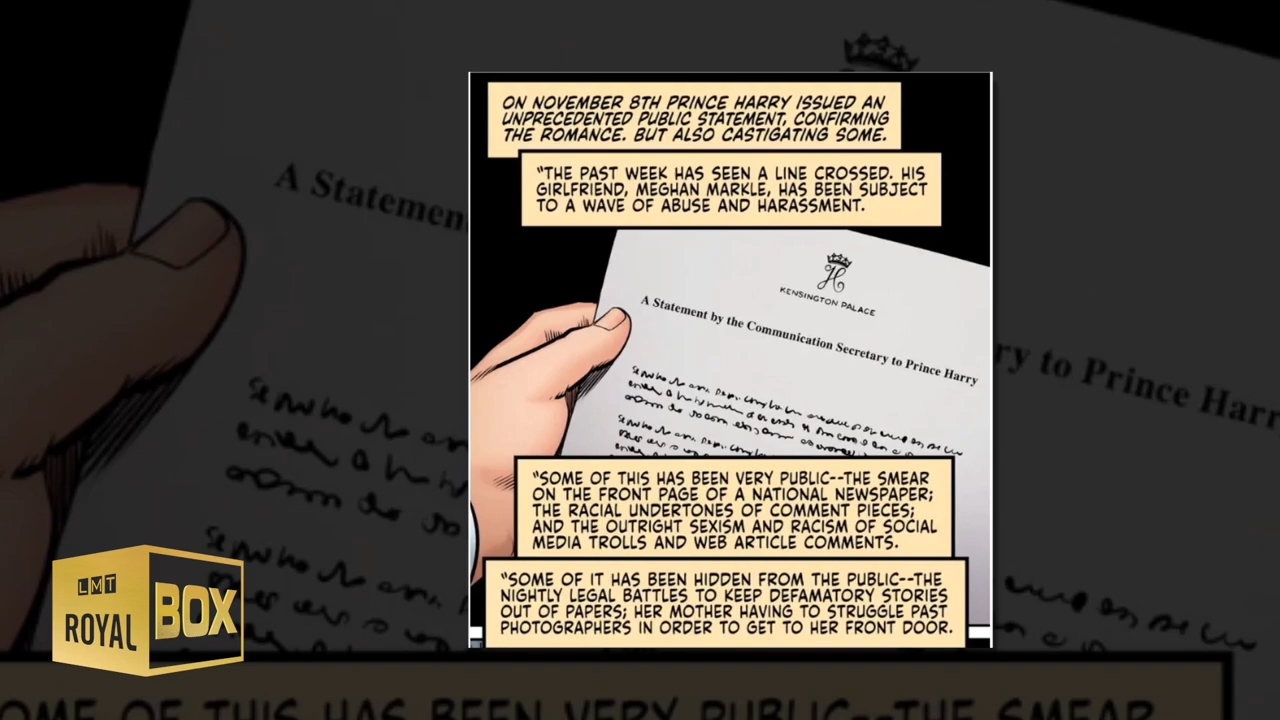 ON NOVEMBER 8TH PRINCE HARRY ISSUED AN
UNPRECEDENTED PUBLIC STATEMENT, CONFIRMING
THE ROMANCE. BUT ALSO CASTIGATING SOME.
"THE PAST WEEK HAS SEEN A LINE CROSSED. HIS
GIRLFRIEND, MEGHAN MARKLE, HAS BEEN SUBJECT
TO A WAVE OF ABUSE AND HARASSMENT.
H
KENSINGTON PALACE
A Statement by the Communication Secretary to Prince Harry
"SOME OF THIS HAS BEEN VERY PUBLIC--THE SMEAR
ON THE FRONT PAGE OF A NATIONAL NEWSPAPER;
THE RACIAL UNDERTONES OF COMMENT PIECES;
AND THE OUTRIGHT SEXISM AND RACISM OF SOCIAL
MEDIA TROLLS AND WEB ARTICLE COMMENTS.
"SOME OF IT HAS BEEN HIDDEN FROM THE PUBLIC--THE
NIGHTLY LEGAL BATTLES TO KEEP DEFAMATORY STORIES
OUT OF PAPERS; HER MOTHER HAVING TO STRUGGLE PAST
PHOTOGRAPHERS IN ORDER TO GET TO HER FRONT DOOR.
A Statemen
ry to Prince Harr
OME OF THIS HAS BEEN VERY PUBLIC--THE SMEAR
LMT
ROYAL
BOX